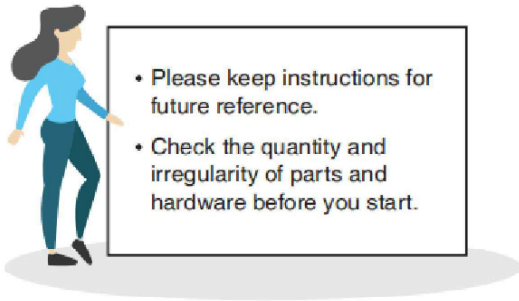 • Please keep instructions for
future reference.
• Check the quantity and
irregularity of parts and
hardware before you start.